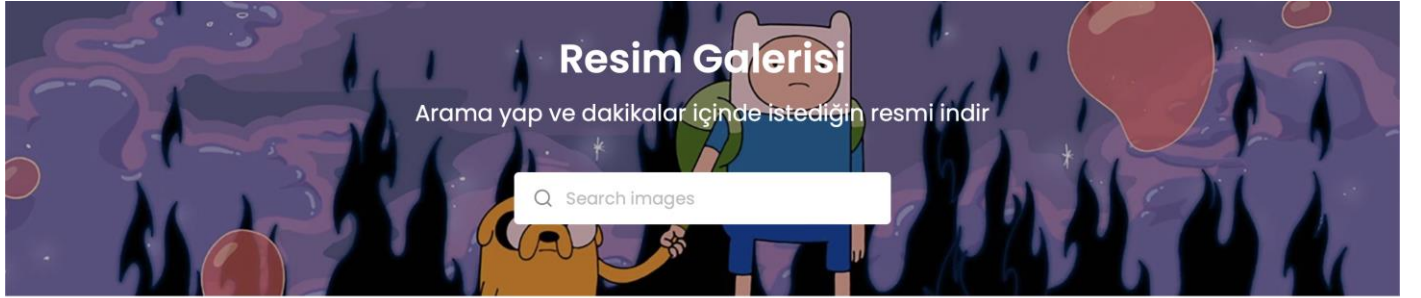 Resim Galerisi
Arama yap ve dakikalar içinde istediğin resmi indir
Search images